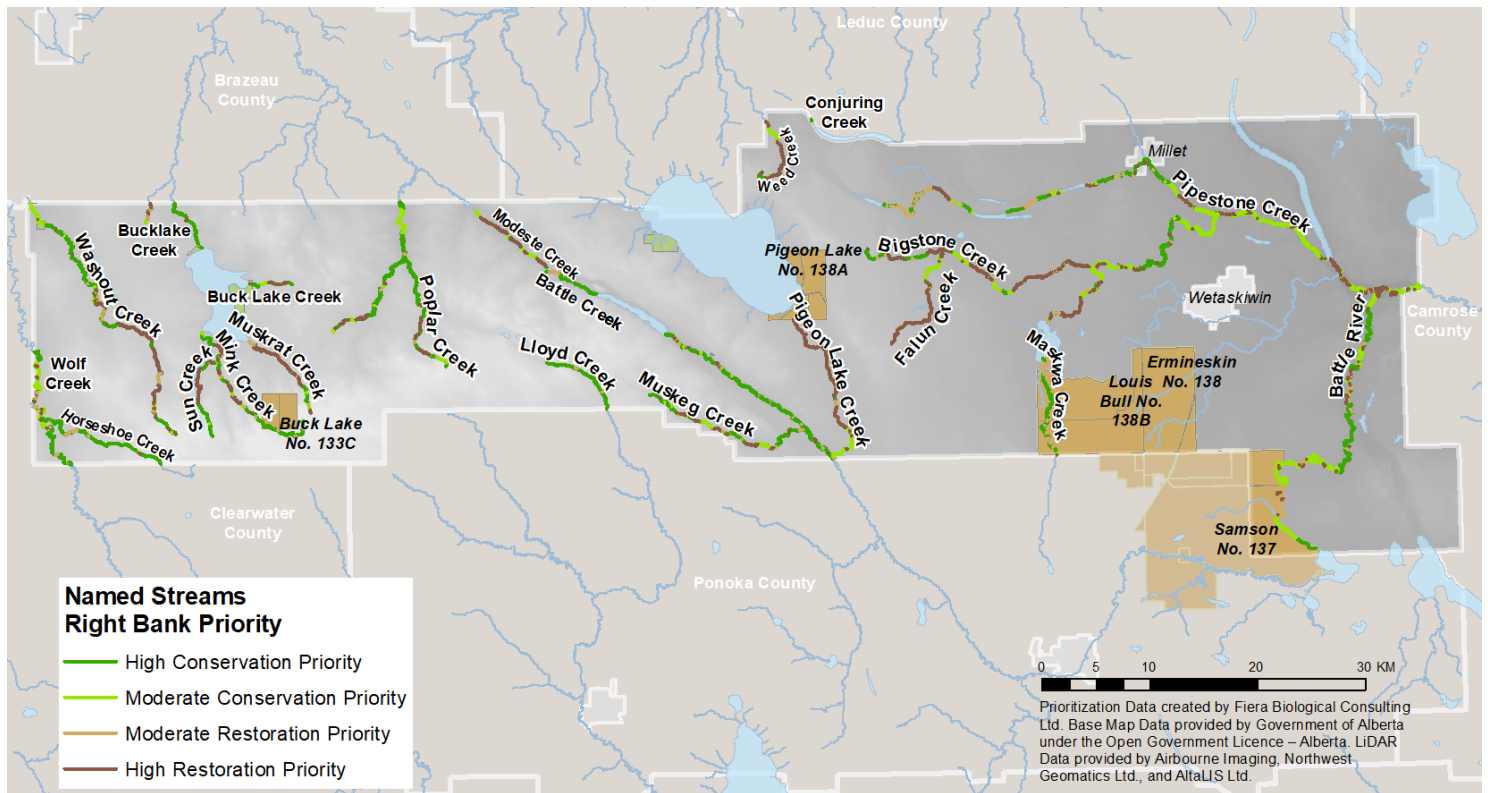 Leduc County
Brazeau
County
Conjuring
Creek
Weed Creek
Millet
Pipestone Creek
Bucklake
Creek
Washout Creek
Modeste Creek
Pigeon Lake
No. 138A
Bigstone Creek
Buck Lake Creek
Battle Creek
Poplar Creek
Wetaskiwin
Camrose
County
Falun Creek
Pigeon Lake Creek
Battle River
Muskrat Creek
Mink Creek
Sun Creek
Wolf
Creek
Lloyd Creek
Muskeg Creek
Maskwa Creek
Ermineskin
No. 138
Louis
Bull No.
138B
Horseshoe Creek
Buck Lake
No. 133C
Clearwater
County
Samson
No. 137
Ponoka County
Named Streams
Right Bank Priority
High Conservation Priority
Moderate Conservation Priority
Moderate Restoration Priority
High Restoration Priority
0 5 10 20 30 KM
Prioritization Data created by Fiera Biological Consulting
Ltd. Base Map Data provided by Government of Alberta
under the Open Government Licence – Alberta. LiDAR
Data provided by Airbourne Imaging, Northwest
Geomatics Ltd., and AltaLIS Ltd.